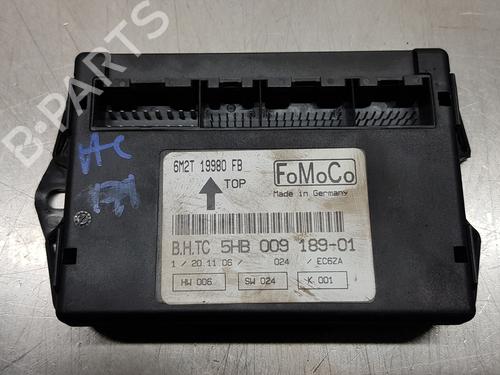 B-PARTS
6M2T 19980 FB
FoMoCo
TOP
Made in Germany
B.H.TC 5HB 009 189-01
1 / 20.11.06 / 024 / EC6ZA
HW 006 SW 024 K 001